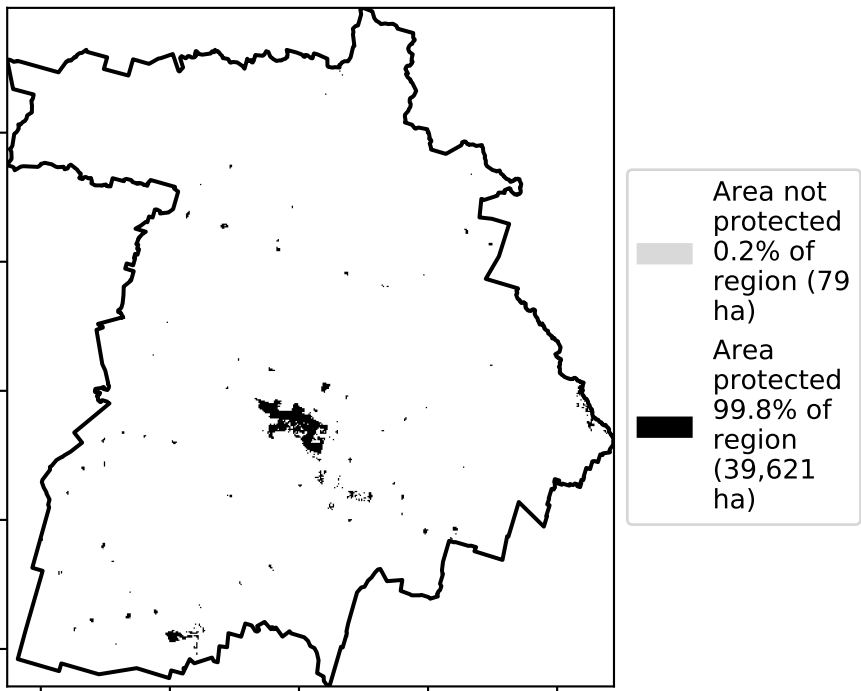 Area not
protected
0.2% of
region (79
ha)
Area
protected
99.8% of
region
(39,621
ha)